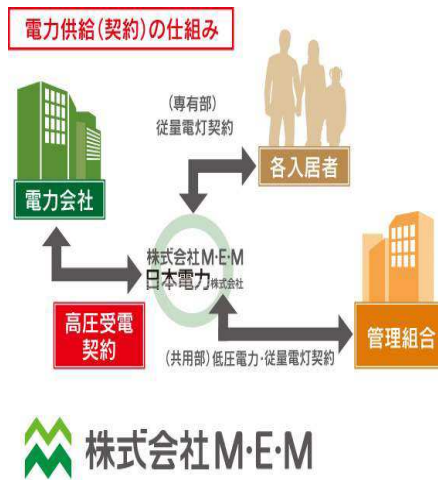 電力供給(契約)の仕組み
(専有部)
従量電灯契約
各入居者
電力会社
株式会社M・E・M
日本電力株式会社
高圧受電
契約
管理組合
(共用部)低圧電力・従量電灯契約
株式会社M・E・M